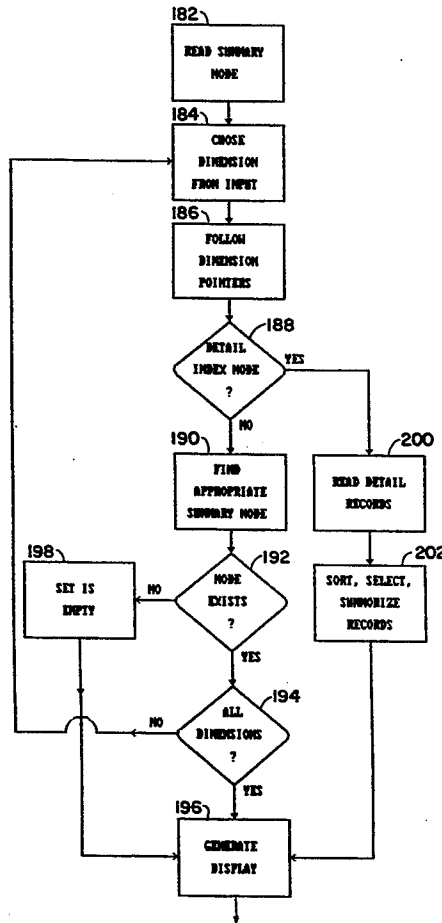 182
READ SUMMARY
NODE
184
CHOSE
DIMENSION
FROM INPUT
186
FOLLOW
DIMENSION
POINTERS
188
DETAIL
INDEX NODE
?
YES
NO
190
FIND
APPROPRIATE
SUMMARY NODE
200
READ DETAIL
RECORDS
198
SET IS
EMPTY
192
NODE
EXISTS
?
NO
YES
202
SORT, SELECT,
SUMMONIZE
RECORDS
194
ALL
DIMENSIONS
?
NO
YES
196
GENERATE
DISPLAY